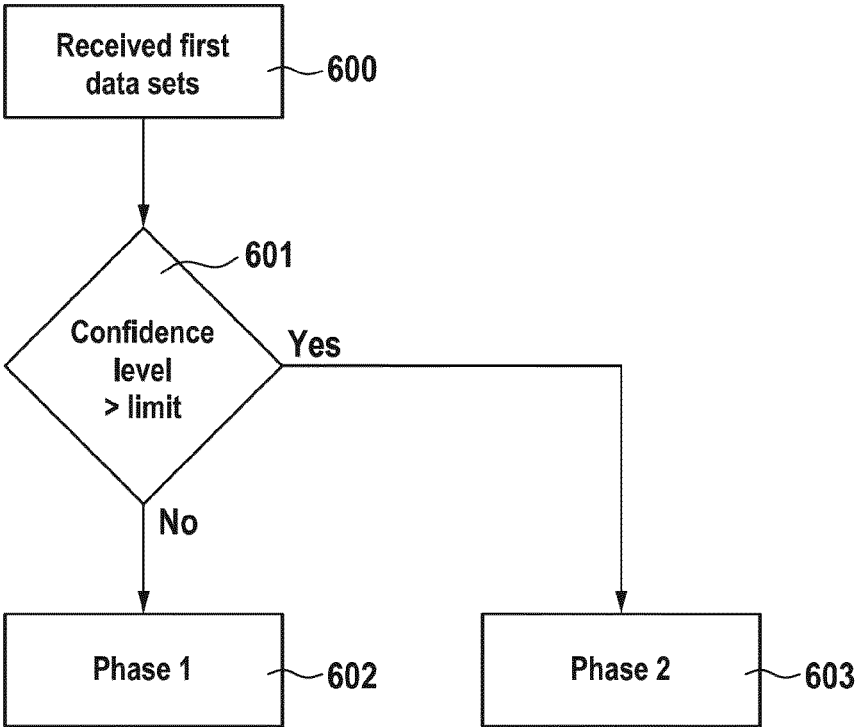 Received first
data sets
600
601
Confidence
level
> limit
Yes
No
Phase 1
602
Phase 2
603